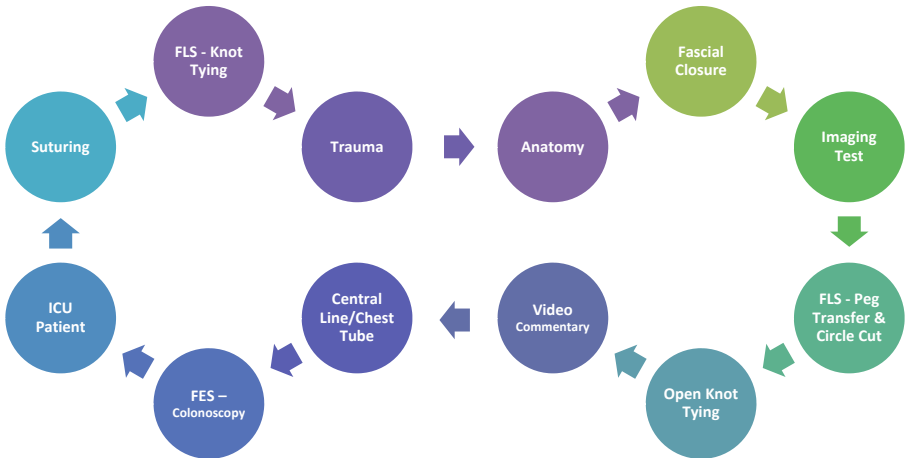 FLS - Knot
Tying
Fascial
Closure
Suturing
Trauma
Anatomy
Imaging
Test
ICU
Patient
Central
Line/Chest
Tube
Video
Commentary
FLS - Peg
Transfer &
Circle Cut
FES –
Colonoscopy
Open Knot
Tying